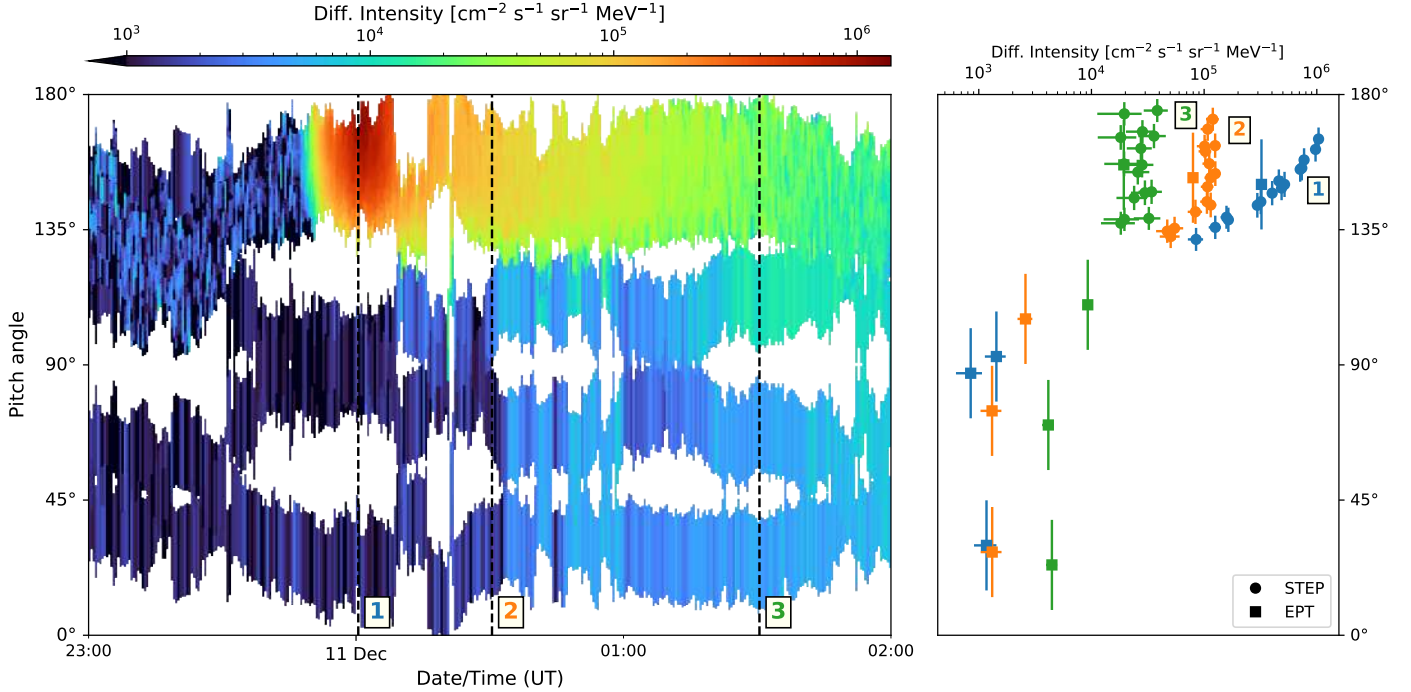 Diff. Intensity [cm⁻² s⁻¹ sr⁻¹ MeV⁻¹]
10³ 10⁴ 10⁵ 10⁶
180°
135°
90°
45°
0°
Pitch angle
1
2
3
23:00 11 Dec 01:00 02:00
Date/Time (UT)
Diff. Intensity [cm⁻² s⁻¹ sr⁻¹ MeV⁻¹]
10³ 10⁴ 10⁵ 10⁶
3
2
1
180°
135°
90°
45°
0°
STEP
EPT